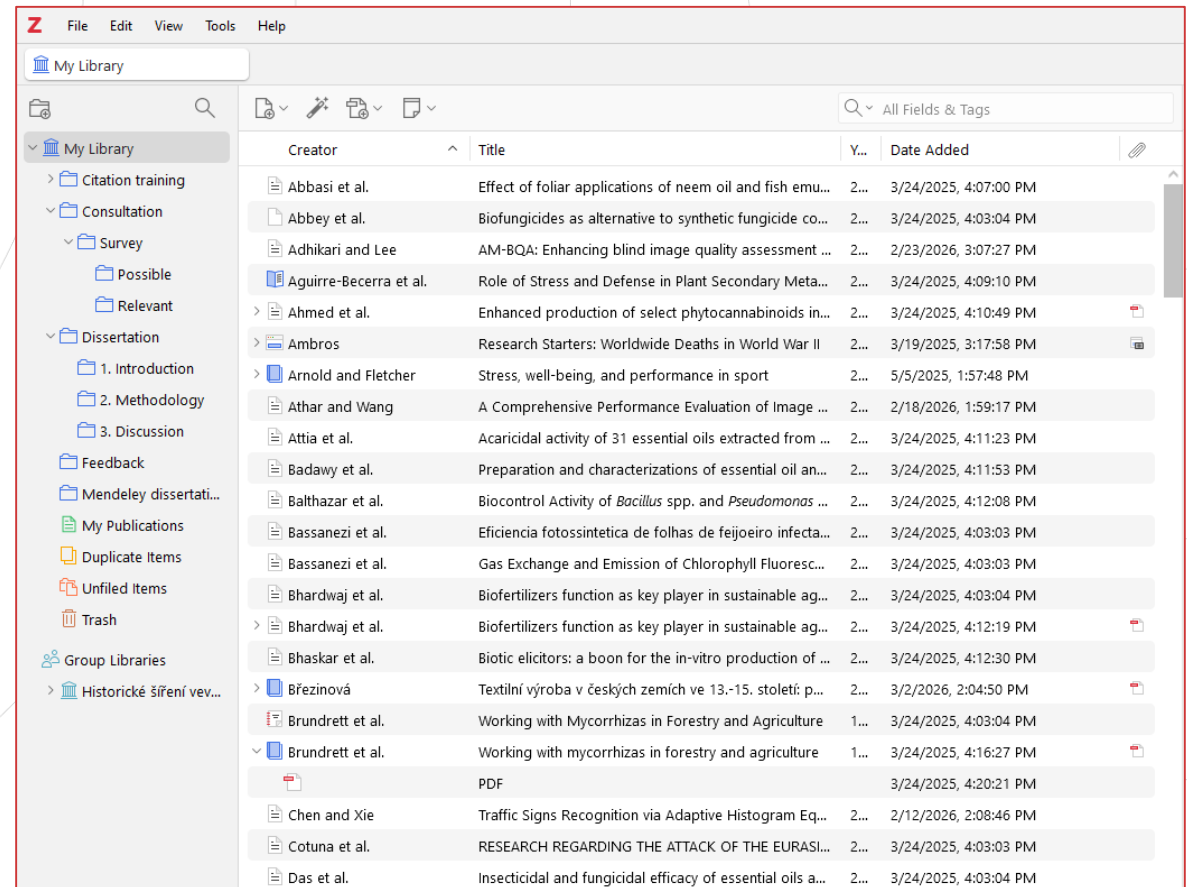 Z File Edit View Tools Help
My Library
All Fields & Tags
My Library
Citation training
Consultation
Survey
Possible
Relevant
Dissertation
1. Introduction
2. Methodology
3. Discussion
Feedback
Mendeley dissertati...
My Publications
Duplicate Items
Unfiled Items
Trash
Group Libraries
Historické šíření vev...
Creator Title Y... Date Added
Abbasi et al. Effect of foliar applications of neem oil and fish emu... 2... 3/24/2025, 4:07:00 PM
Abbey et al. Biofungicides as alternative to synthetic fungicide co... 2... 3/24/2025, 4:03:04 PM
Adhikari and Lee AM-BQA: Enhancing blind image quality assessment ... 2... 2/23/2026, 3:07:27 PM
Aguirre-Becerra et al. Role of Stress and Defense in Plant Secondary Meta... 2... 3/24/2025, 4:09:10 PM
Ahmed et al. Enhanced production of select phytocannabinoids in... 2... 3/24/2025, 4:10:49 PM
Ambros Research Starters: Worldwide Deaths in World War II 2... 3/19/2025, 3:17:58 PM
Arnold and Fletcher Stress, well-being, and performance in sport 2... 5/5/2025, 1:57:48 PM
Athar and Wang A Comprehensive Performance Evaluation of Image ... 2... 2/18/2026, 1:59:17 PM
Attia et al. Acaricidal activity of 31 essential oils extracted from ... 2... 3/24/2025, 4:11:23 PM
Badawy et al. Preparation and characterizations of essential oil an... 2... 3/24/2025, 4:11:53 PM
Balthazar et al. Biocontrol Activity of Bacillus spp. and Pseudomonas ... 2... 3/24/2025, 4:12:08 PM
Bassanezi et al. Eficiencia fotossintetica de folhas de feijoeiro infecta... 2... 3/24/2025, 4:03:03 PM
Bassanezi et al. Gas Exchange and Emission of Chlorophyll Fluoresc... 2... 3/24/2025, 4:03:03 PM
Bhardwaj et al. Biofertilizers function as key player in sustainable ag... 2... 3/24/2025, 4:03:04 PM
Bhardwaj et al. Biofertilizers function as key player in sustainable ag... 2... 3/24/2025, 4:12:19 PM
Bhaskar et al. Biotic elicitors: a boon for the in-vitro production of ... 2... 3/24/2025, 4:12:30 PM
Březinová Textilní výroba v českých zemích ve 13.-15. století: p... 2... 3/2/2026, 2:04:50 PM
Brundrett et al. Working with Mycorrhizas in Forestry and Agriculture 1... 3/24/2025, 4:03:04 PM
Brundrett et al. Working with mycorrhizas in forestry and agriculture 1... 3/24/2025, 4:16:27 PM
PDF 3/24/2025, 4:20:21 PM
Chen and Xie Traffic Signs Recognition via Adaptive Histogram Eq... 2... 2/12/2026, 2:08:46 PM
Cotuna et al. RESEARCH REGARDING THE ATTACK OF THE EURASI... 2... 3/24/2025, 4:03:03 PM
Das et al. Insecticidal and fungicidal efficacy of essential oils a... 2... 3/24/2025, 4:03:04 PM